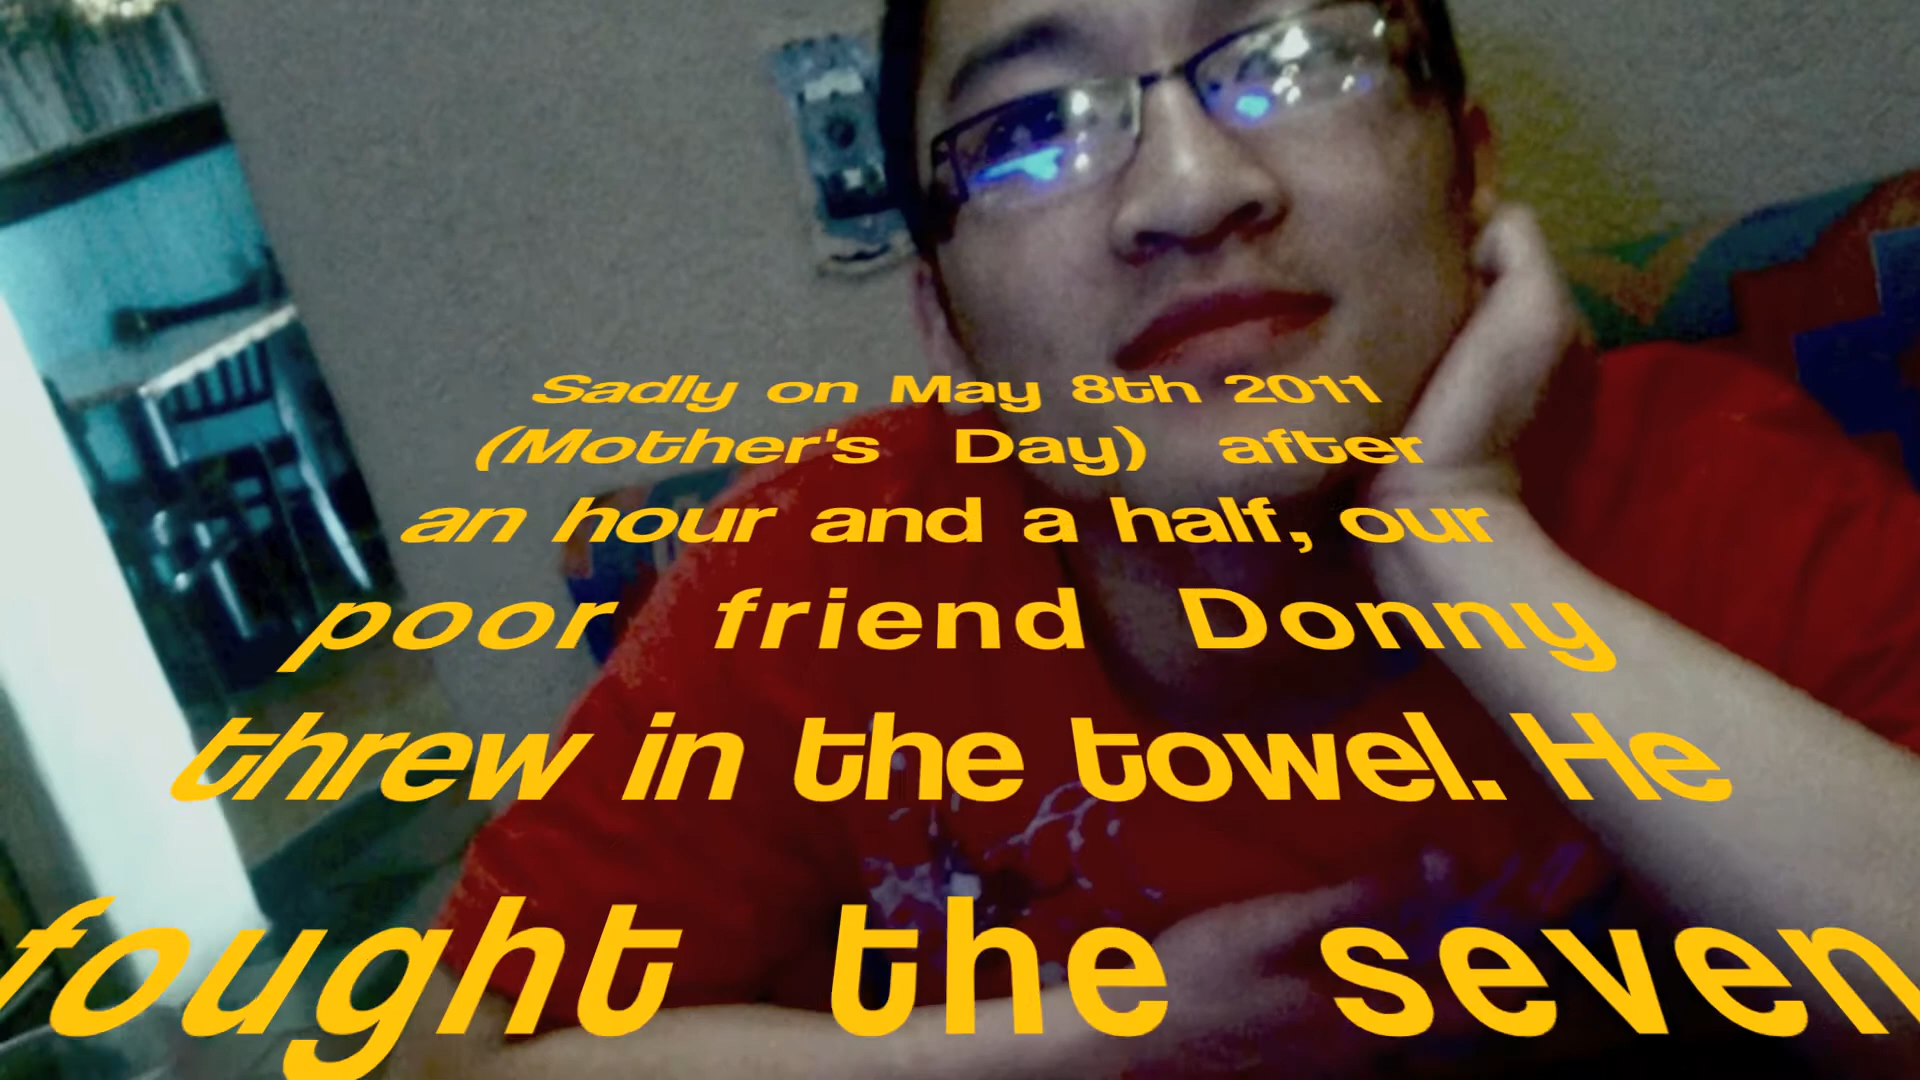 Sadly on May 8th 2011
(Mother's Day) after
an hour and a half, our
poor friend Donny
threw in the towel. He
fought the seven